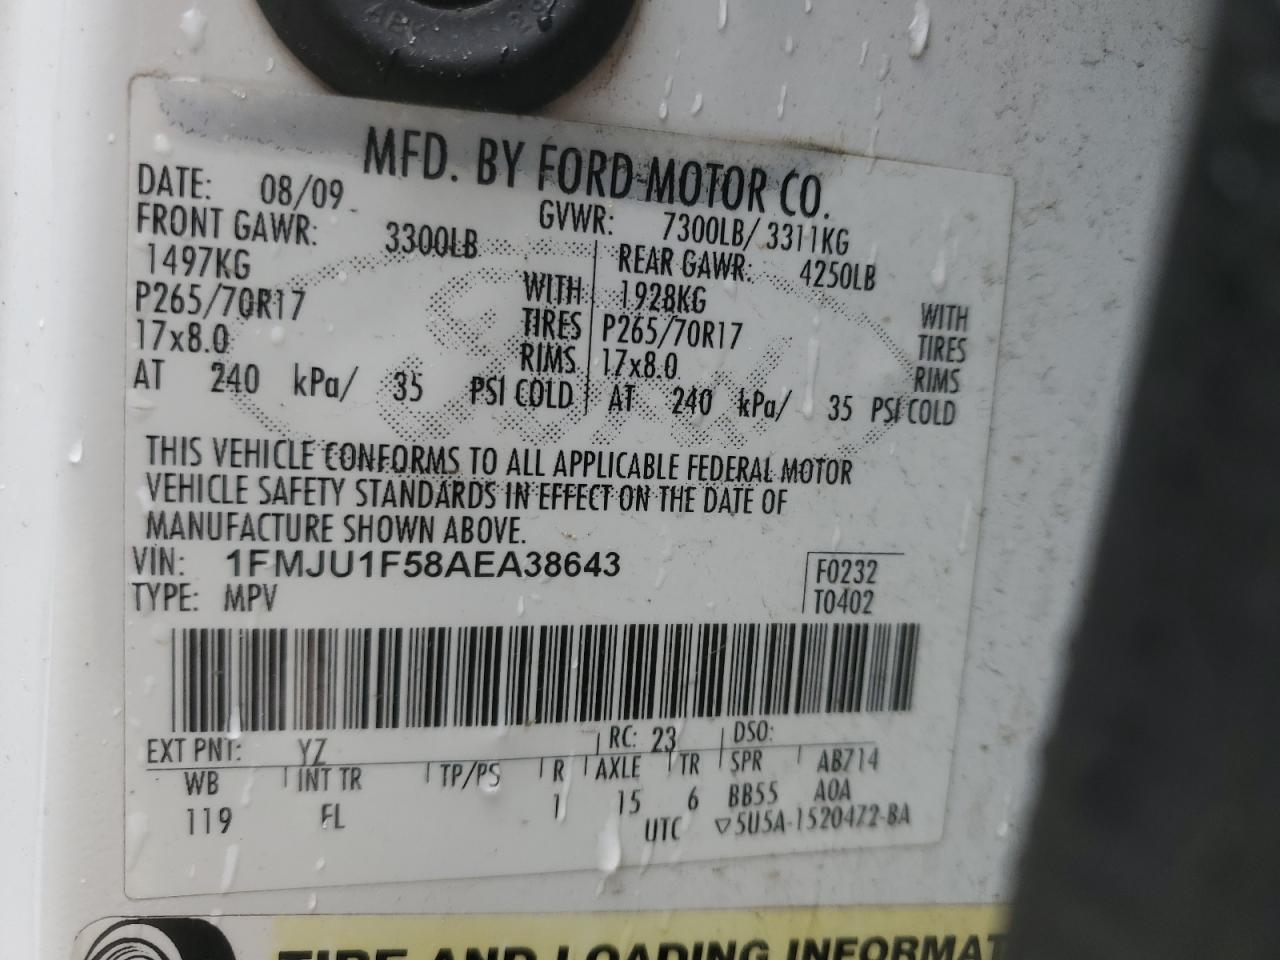 MFD. BY FORD MOTOR CO.
DATE: 08/09 GVWR: 7300LB/ 3311KG
FRONT GAWR: 3300LB REAR GAWR: 4250LB
1497KG WITH 1928KG WITH
P265/70R17 TIRES P265/70R17 TIRES
17x8.0 RIMS 17x8.0 RIMS
AT 240 kPa/ 35 PSI COLD AT 240 kPa/ 35 PSI COLD
THIS VEHICLE CONFORMS TO ALL APPLICABLE FEDERAL MOTOR
VEHICLE SAFETY STANDARDS IN EFFECT ON THE DATE OF
MANUFACTURE SHOWN ABOVE.
VIN: 1FMJU1F58AEA38643 F0232
TYPE: MPV T0402
EXT PNT: YZ RC: 23 DSO:
WB INT TR TP/PS R AXLE TR SPR AB714
119 FL 1 15 6 BB55 A0A
UTC ▽5U5A-1520472-BA
TIRE AND LOADING INFORMAT